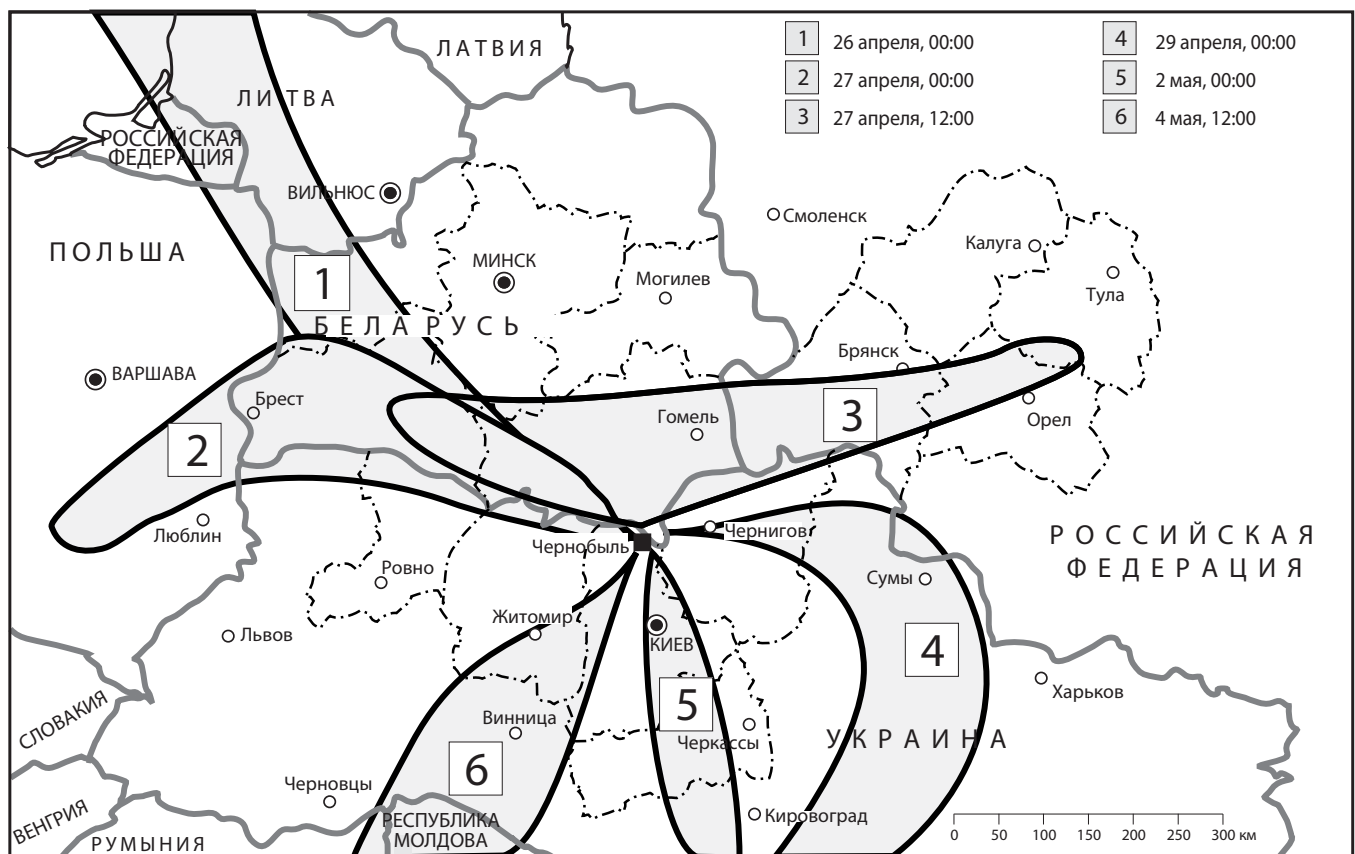 1 26 апреля, 00:00
2 27 апреля, 00:00
3 27 апреля, 12:00
4 29 апреля, 00:00
5 2 мая, 00:00
6 4 мая, 12:00
ЛАТВИЯ
ЛИТВА
РОССИЙСКАЯ
ФЕДЕРАЦИЯ
ВИЛЬНЮС
Смоленск
Калуга
ПОЛЬША
МИНСК
Могилев
Тула
1
БЕЛАРУСЬ
Брянск
ВАРШАВА
Брест
Гомель
3
Орел
2
Люблин
Чернобыль
Чернигов
РОССИЙСКАЯ
ФЕДЕРАЦИЯ
Ровно
Сумы
Житомир
Львов
КИЕВ
4
Харьков
СЛОВАКИЯ
Винница
5
Черкассы
УКРАИНА
6
Черновцы
ВЕНГРИЯ
РУМЫНИЯ
РЕСПУБЛИКА
МОЛДОВА
Кировоград
0 50 100 150 200 250 300 км